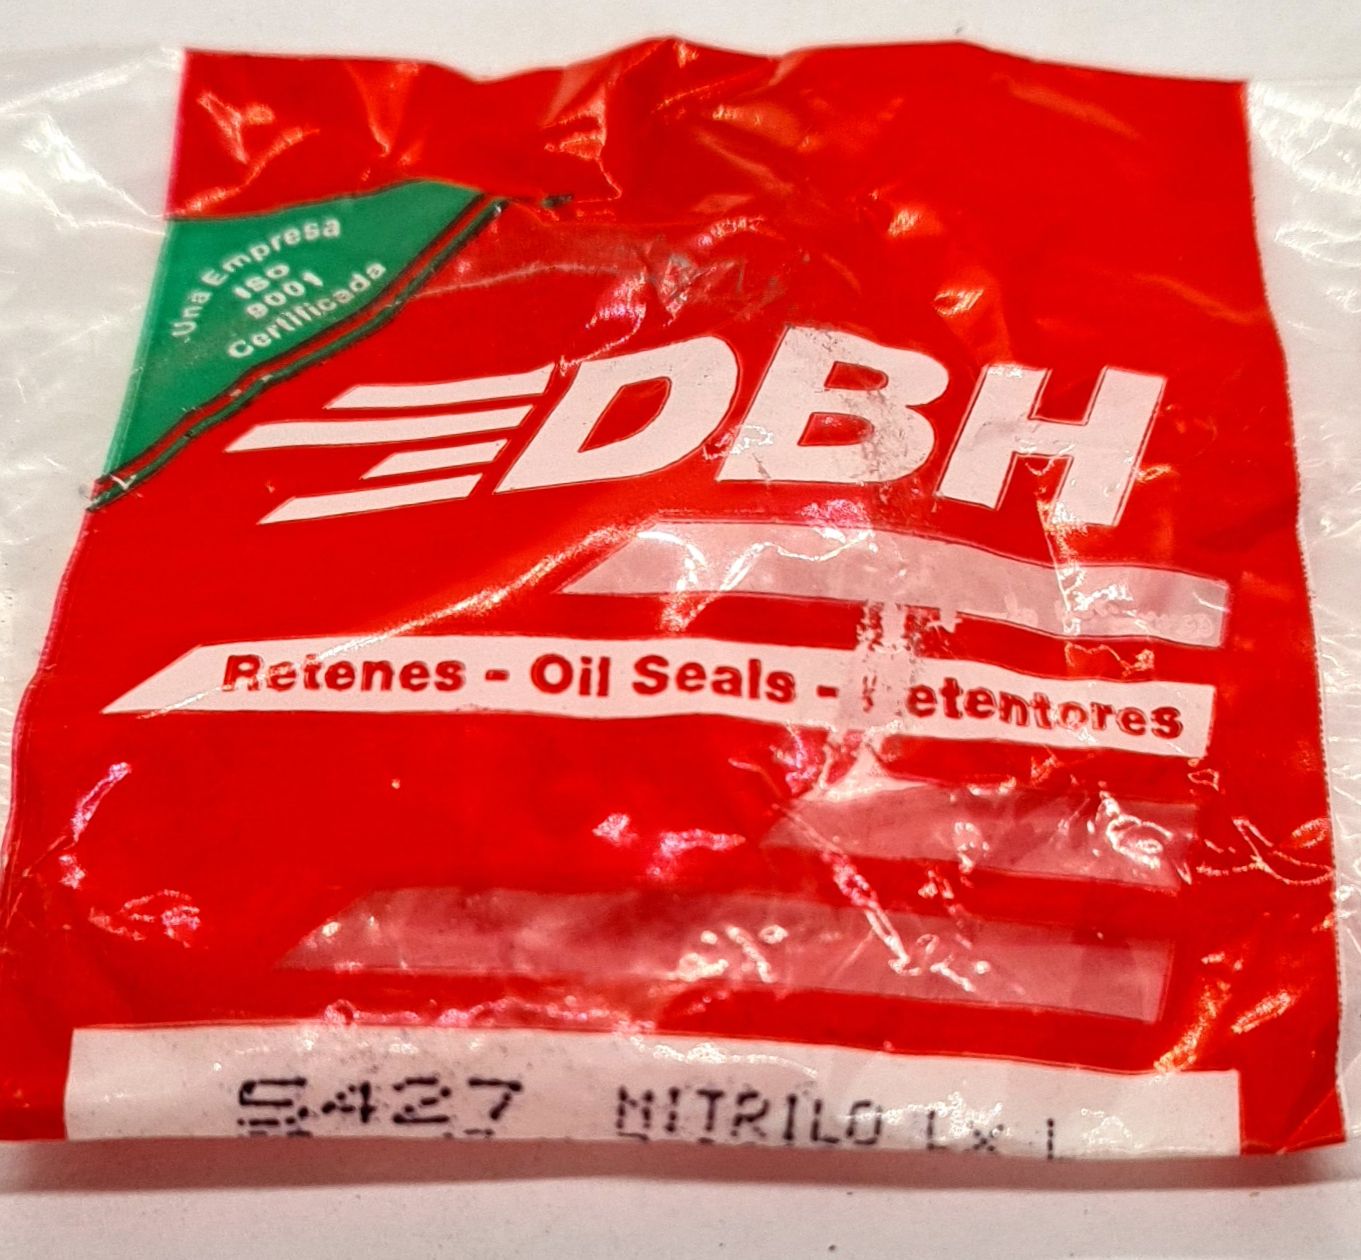 Una Empresa
ISO
9001
Certificada
DBH
Retenes - Oil Seals - Retentores
5427 NITRILO 1x1